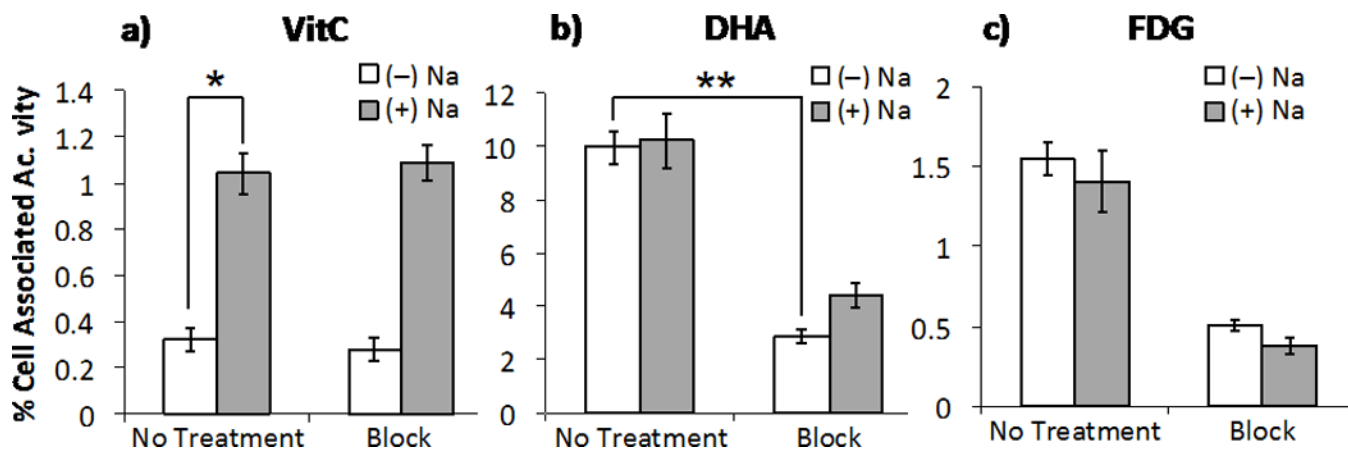 a) VitC
* (–) Na
(+) Na
% Cell Associated Ac. vity
1.4
1.2
1
0.8
0.6
0.4
0.2
0
No Treatment Block
b) DHA
** (–) Na
(+) Na
12
10
8
6
4
2
0
No Treatment Block
c) FDG
(–) Na
(+) Na
2
1.5
1
0.5
0
No Treatment Block